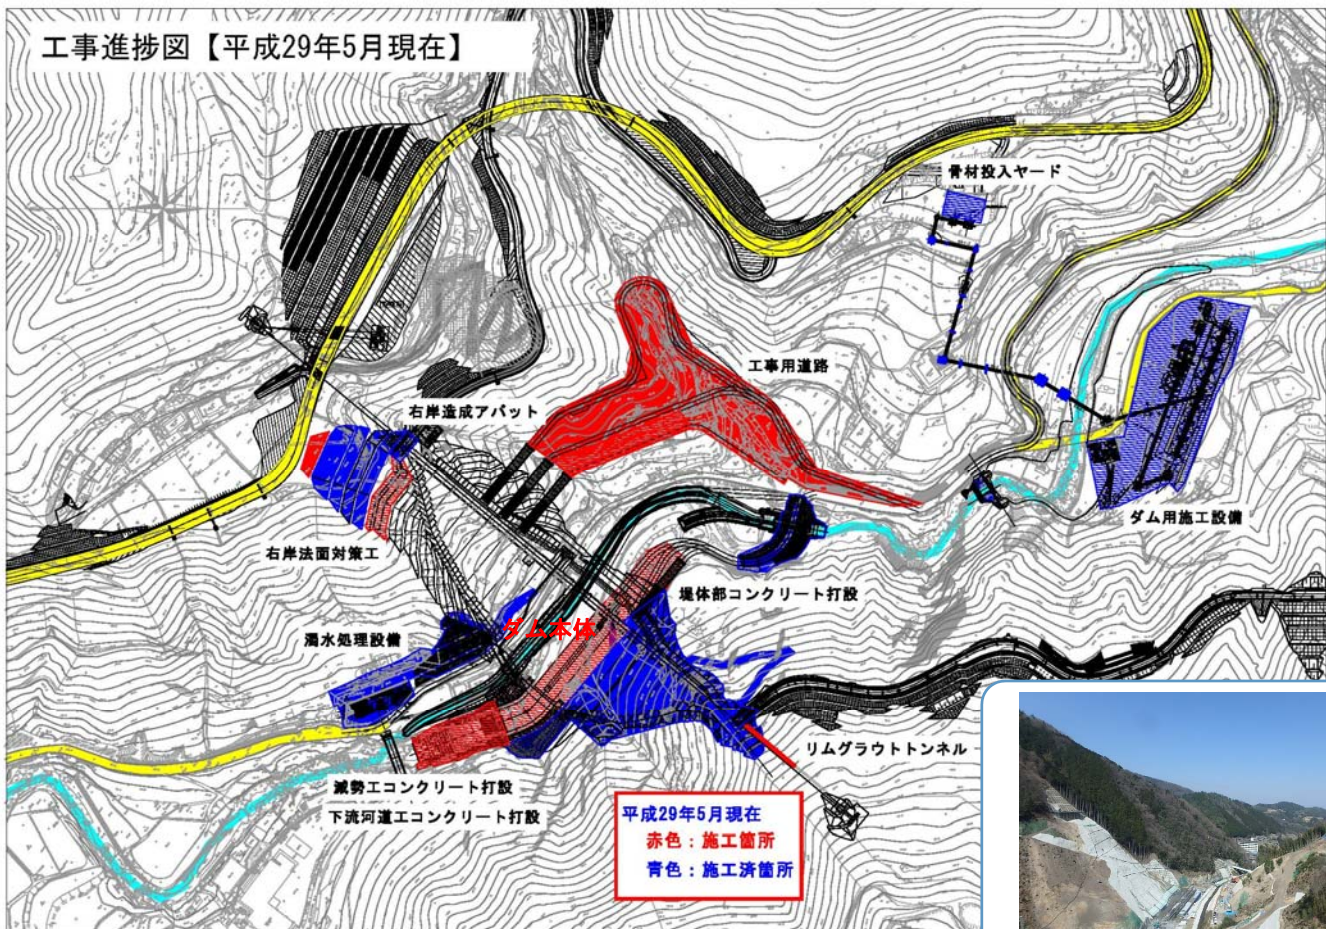 工事進捗図【平成29年5月現在】
骨材投入ヤード
工事用道路
右岸造成アバット
ダム用施工設備
右岸法面対策工
堤体部コンクリート打設
ダム本体
濁水処理設備
リムグラウトトンネル
減勢工コンクリート打設
下流河道工コンクリート打設
平成29年5月現在
赤色：施工箇所
青色：施工済箇所